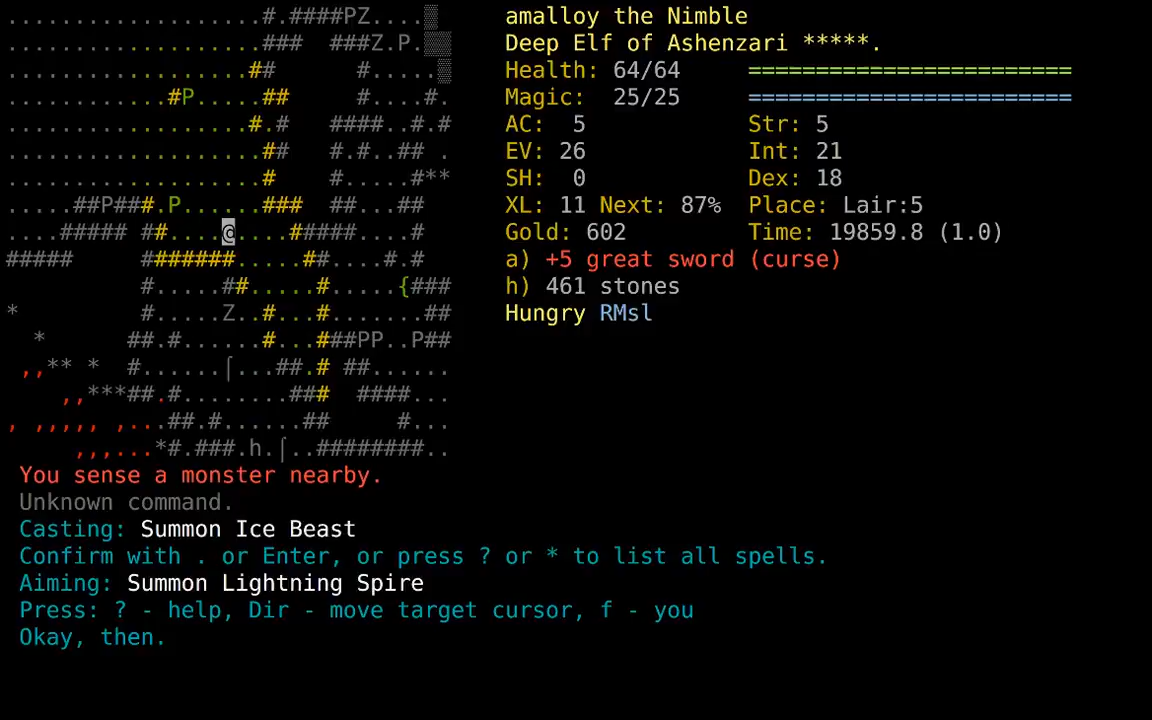 ...................#.####PZ....▒ amalloy the Nimble
...................### ###Z.P.▒▒ Deep Elf of Ashenzari *****.
..................## #.....▒ Health: 64/64 ========================
............#P.....## #....#. Magic: 25/25 ========================
..................#.# ####..#.# AC: 5 Str: 5
...................## #.#..## . EV: 26 Int: 21
...................# #.....#** SH: 0 Dex: 18
.....##P###.P......### ##...## XL: 11 Next: 87% Place: Lair:5
....##### ##....@....#####....# Gold: 602 Time: 19859.8 (1.0)
##### #######.....##....#.# a) +5 great sword (curse)
#.....##.....#.....{### h) 461 stones
* #.....Z..#...#.......## Hungry RMsl
* ##.#......#...###PP..P##
,,** * #......⌠...##.# ##......
,,***##.#........### ####...
, ,,,,, ,...##.#......## #...
,,,...*#.###.h.⌠..########..
You sense a monster nearby.
Unknown command.
Casting: Summon Ice Beast
Confirm with . or Enter, or press ? or * to list all spells.
Aiming: Summon Lightning Spire
Press: ? - help, Dir - move target cursor, f - you
Okay, then.